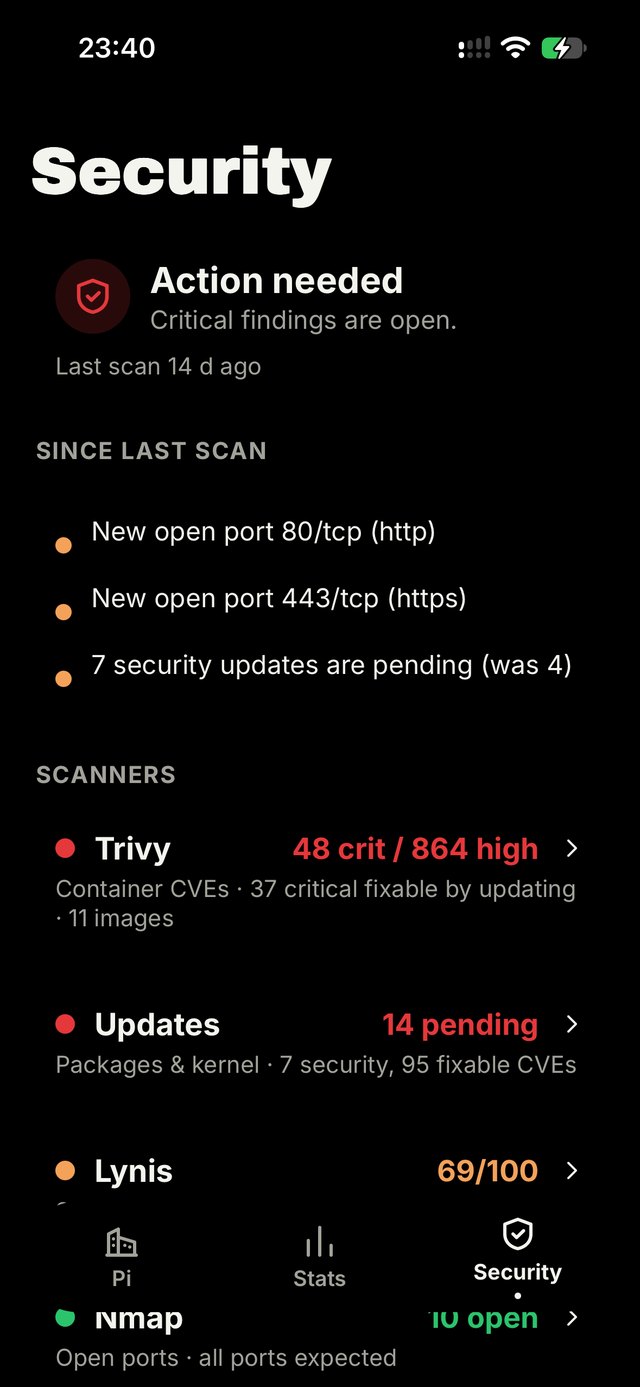 23:40
Security
Action needed
Critical findings are open.
Last scan 14 d ago
SINCE LAST SCAN
New open port 80/tcp (http)
New open port 443/tcp (https)
7 security updates are pending (was 4)
SCANNERS
Trivy 48 crit / 864 high
Container CVEs · 37 critical fixable by updating
· 11 images
Updates 14 pending
Packages & kernel · 7 security, 95 fixable CVEs
Lynis 69/100
Pi Stats Security
Nmap 10 open
Open ports · all ports expected